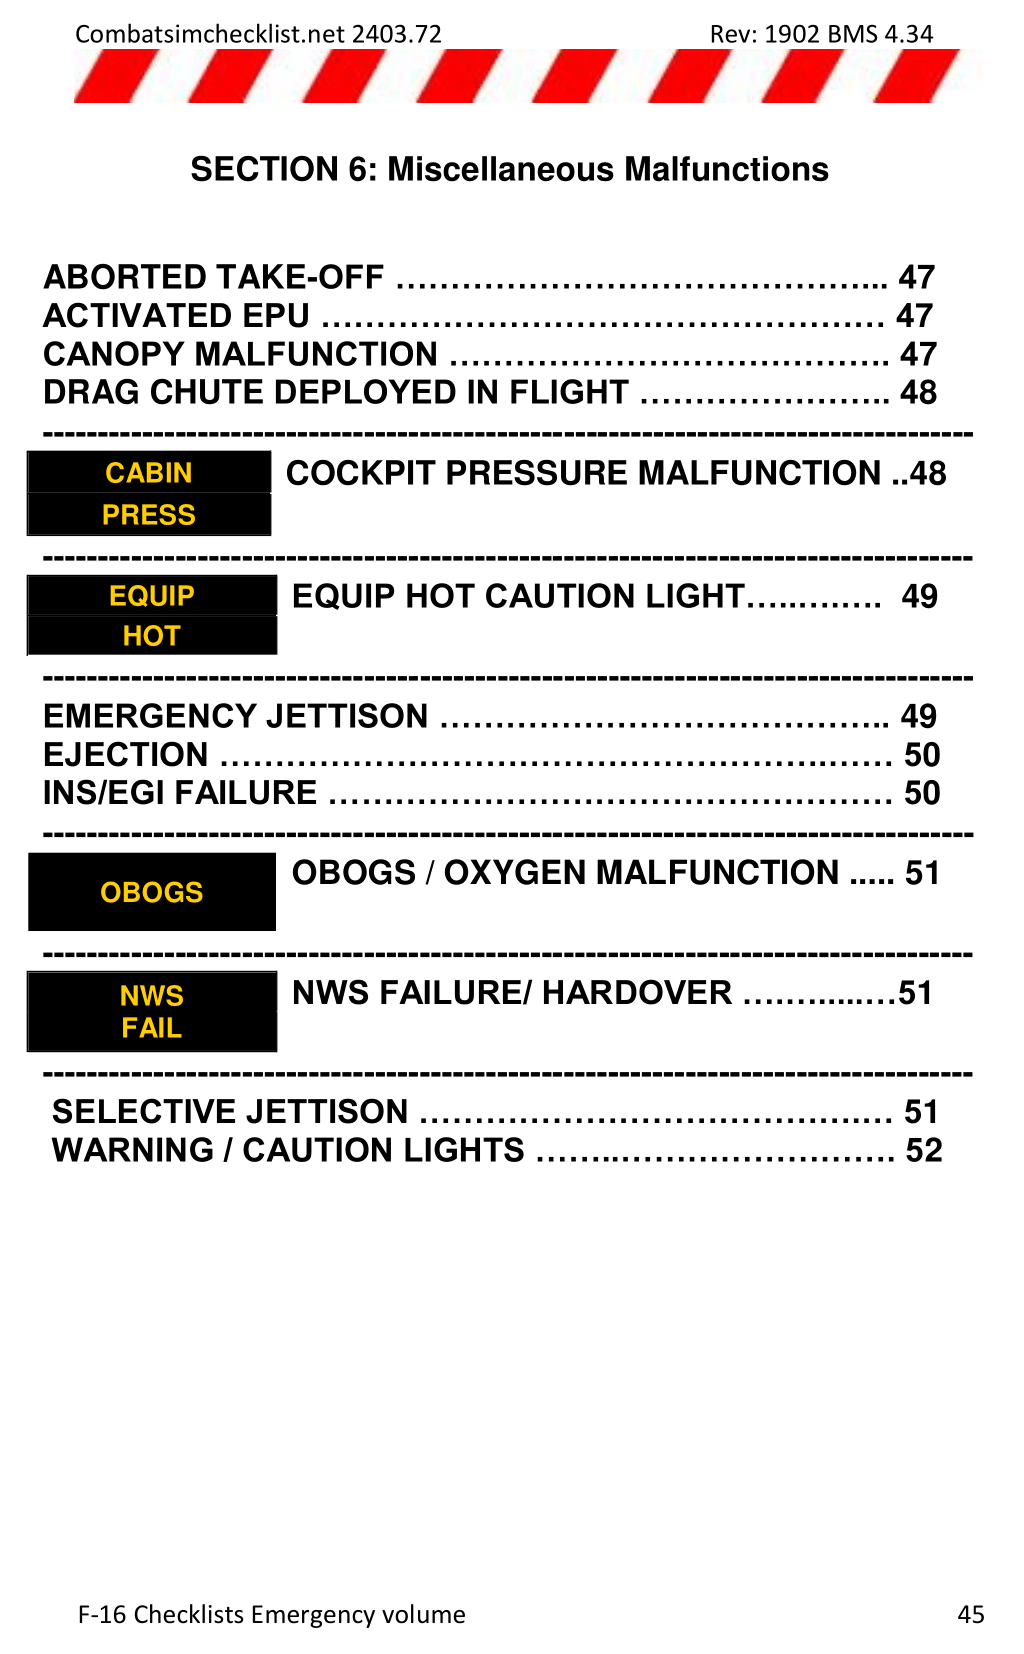 Combatsimchecklist.net 2403.72 Rev: 1902 BMS 4.34
SECTION 6: Miscellaneous Malfunctions
ABORTED TAKE-OFF ………………………………………... 47
ACTIVATED EPU …………………………………………… 47
CANOPY MALFUNCTION …………………………………. 47
DRAG CHUTE DEPLOYED IN FLIGHT ………………….. 48
--------------------------------------------------------------------------------
CABIN COCKPIT PRESSURE MALFUNCTION ..48
PRESS
--------------------------------------------------------------------------------
EQUIP EQUIP HOT CAUTION LIGHT…..……. 49
HOT
--------------------------------------------------------------------------------
EMERGENCY JETTISON ………………………………….. 49
EJECTION ………………………………………………….… 50
INS/EGI FAILURE …………………………………………… 50
--------------------------------------------------------------------------------
OBOGS OBOGS / OXYGEN MALFUNCTION ..... 51
--------------------------------------------------------------------------------
NWS NWS FAILURE/ HARDOVER ……......…51
FAIL
--------------------------------------------------------------------------------
SELECTIVE JETTISON ………………………………….… 51
WARNING / CAUTION LIGHTS ……..……………………. 52
F-16 Checklists Emergency volume 45